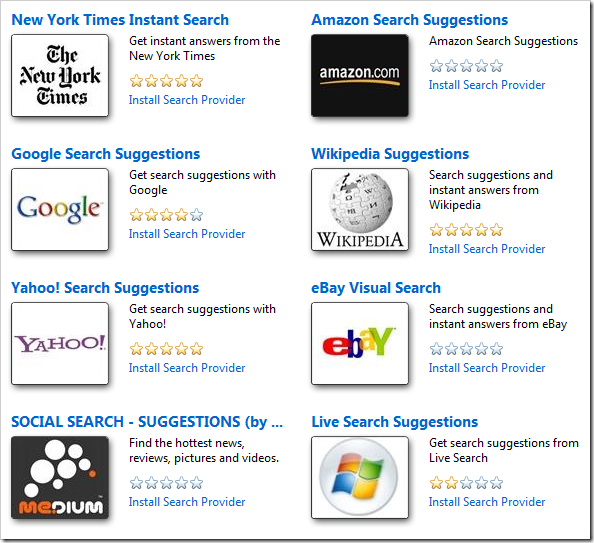 New York Times Instant Search
The
New York
Times
Get instant answers from the
New York Times
Install Search Provider
Amazon Search Suggestions
amazon.com
Amazon Search Suggestions
Install Search Provider
Google Search Suggestions
Google™
Get search suggestions with
Google
Install Search Provider
Wikipedia Suggestions
WIKIPEDIA
Search suggestions and
instant answers from
Wikipedia
Install Search Provider
Yahoo! Search Suggestions
YAHOO!
Get search suggestions with
Yahoo!
Install Search Provider
eBay Visual Search
ebaY
Search suggestions and
instant answers from eBay
Install Search Provider
SOCIAL SEARCH - SUGGESTIONS (by ...
ME.DIUM™
Find the hottest news,
reviews, pictures and videos.
Install Search Provider
Live Search Suggestions
Get search suggestions from
Live Search
Install Search Provider